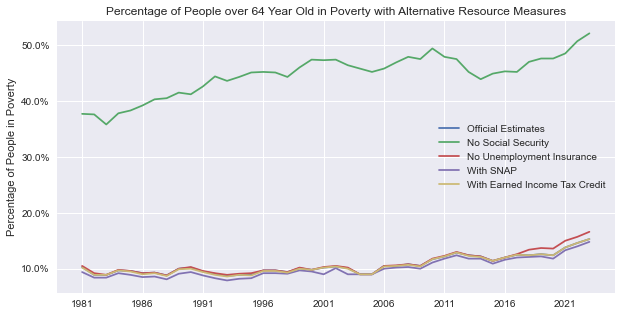 Percentage of People over 64 Year Old in Poverty with Alternative Resource Measures
Percentage of People in Poverty
50.0%
40.0%
30.0%
20.0%
10.0%
Official Estimates
No Social Security
No Unemployment Insurance
With SNAP
With Earned Income Tax Credit
1981 1986 1991 1996 2001 2006 2011 2016 2021